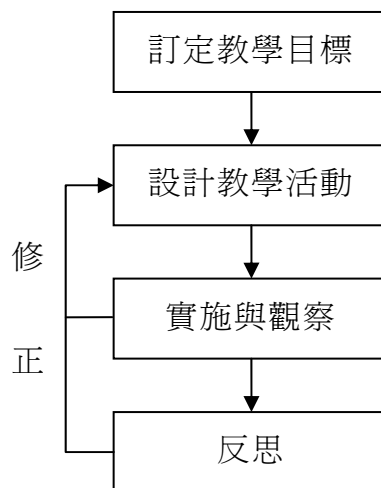 訂定教學目標
設計教學活動
修
實施與觀察
正
反思